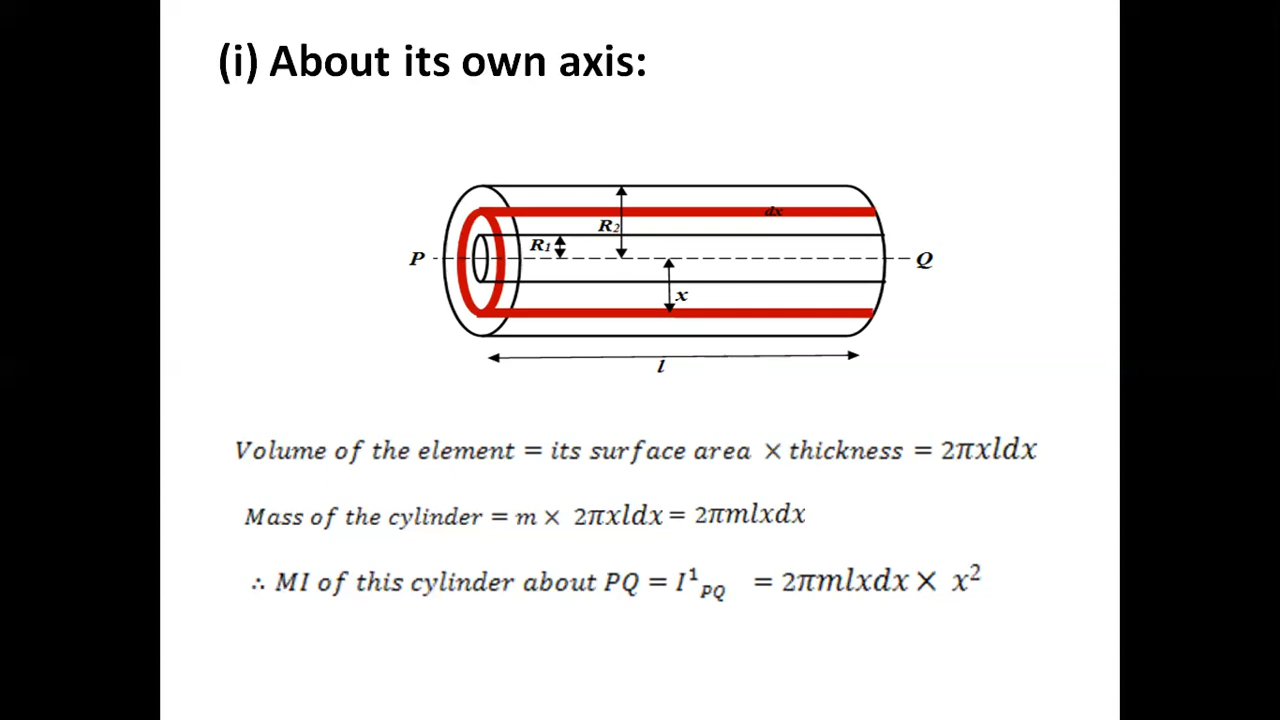 (i) About its own axis:
dx
R₂
R₁
P
Q
x
l
Volume of the element = its surface area × thickness = 2πxldx
Mass of the cylinder = m × 2πxldx = 2πmlxdx
∴ MI of this cylinder about PQ = I¹PQ = 2πmlxdx × x²